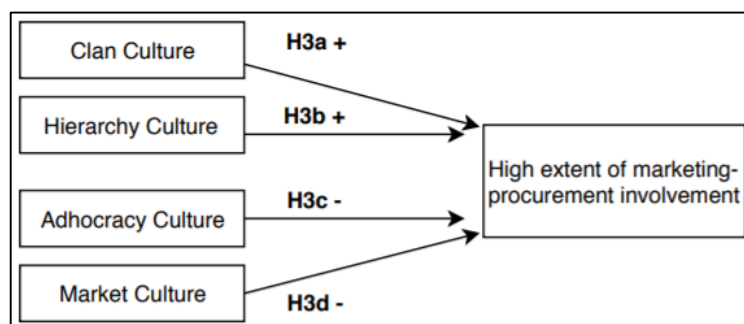 Clan Culture
H3a +
Hierarchy Culture
H3b +
High extent of marketing-
procurement involvement
Adhocracy Culture
H3c -
Market Culture
H3d -